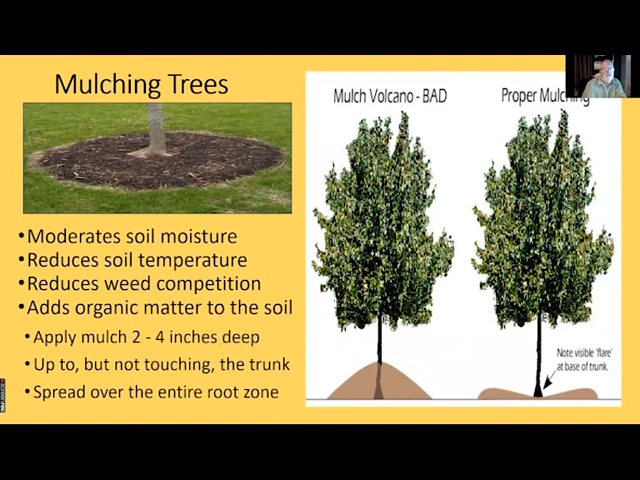 Mulching Trees
•Moderates soil moisture
•Reduces soil temperature
•Reduces weed competition
•Adds organic matter to the soil
•Apply mulch 2 - 4 inches deep
•Up to, but not touching, the trunk
•Spread over the entire root zone
Mulch Volcano - BAD
Proper Mulching
Note visible 'flare'
at base of trunk.